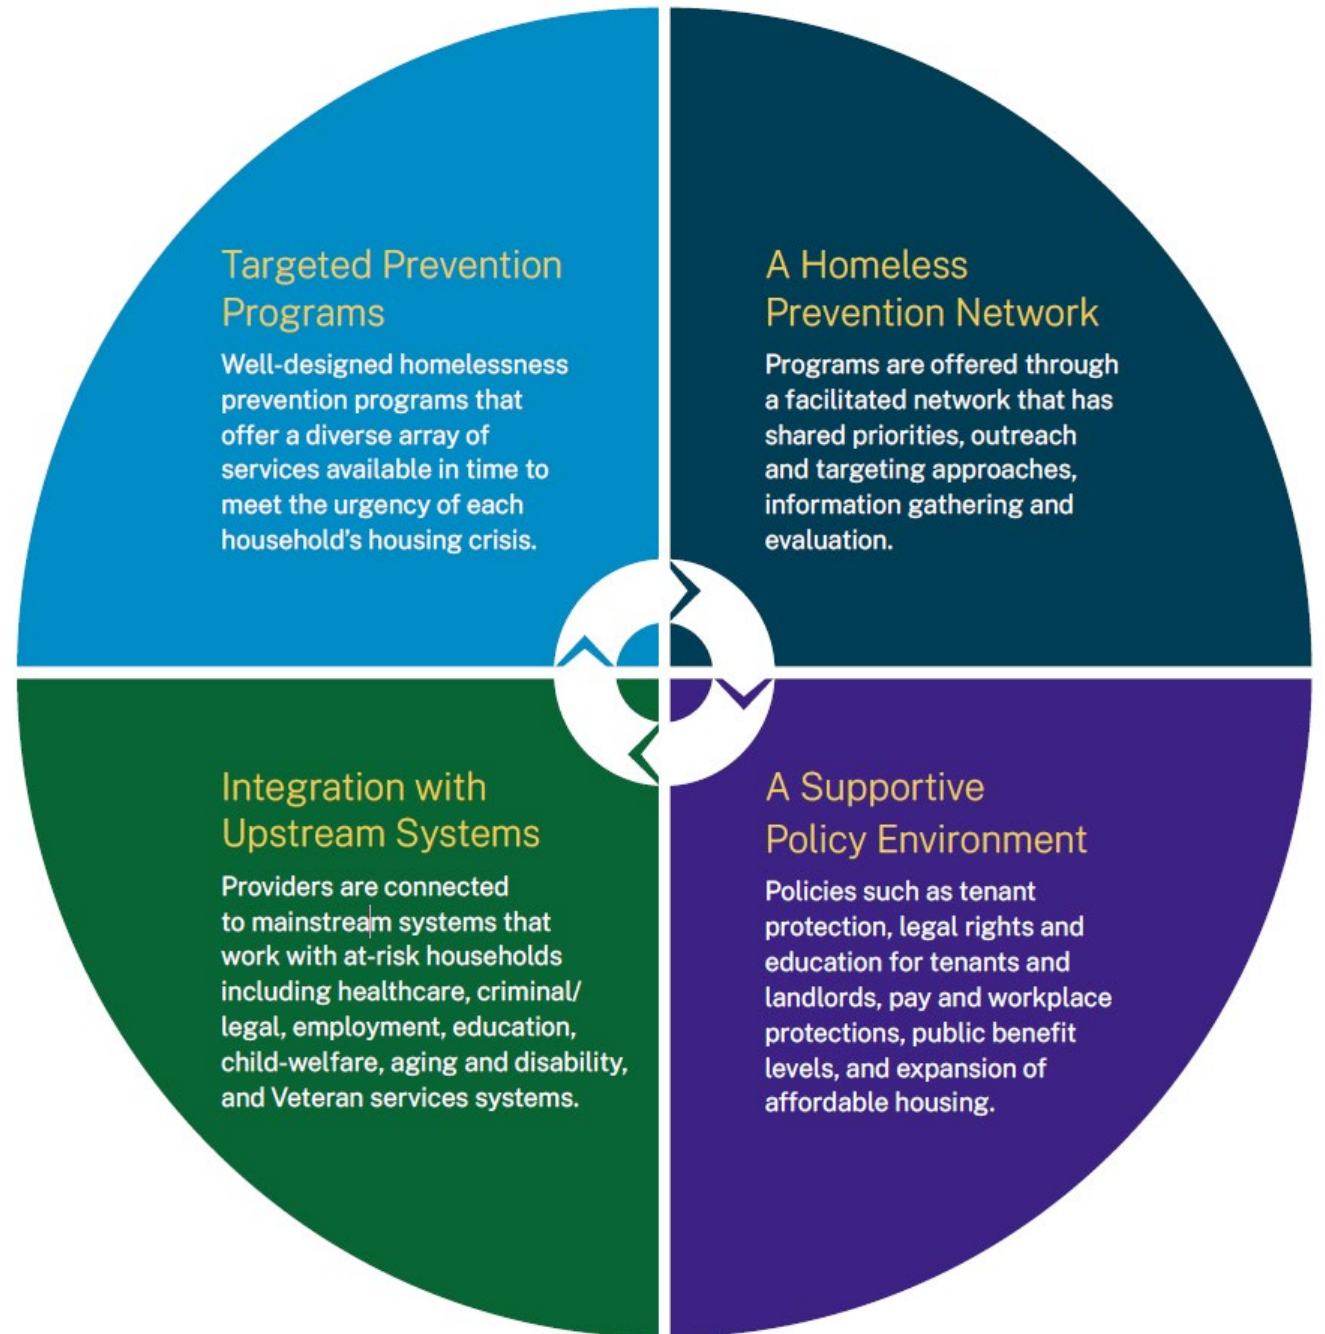 Targeted Prevention
Programs
Well-designed homelessness
prevention programs that
offer a diverse array of
services available in time to
meet the urgency of each
household's housing crisis.
A Homeless
Prevention Network
Programs are offered through
a facilitated network that has
shared priorities, outreach
and targeting approaches,
information gathering and
evaluation.
Integration with
Upstream Systems
Providers are connected
to mainstream systems that
work with at-risk households
including healthcare, criminal/
legal, employment, education,
child-welfare, aging and disability,
and Veteran services systems.
A Supportive
Policy Environment
Policies such as tenant
protection, legal rights and
education for tenants and
landlords, pay and workplace
protections, public benefit
levels, and expansion of
affordable housing.